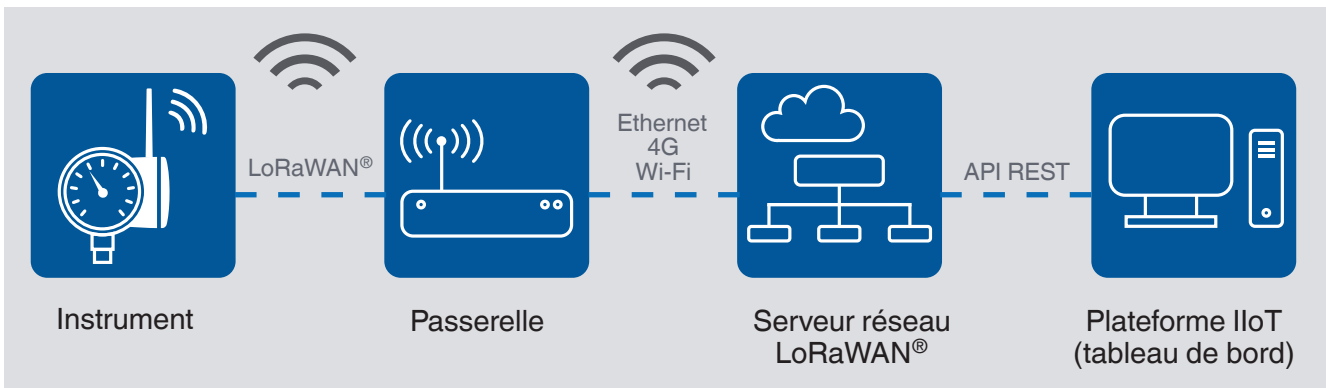 LoRaWAN®
Ethernet
4G
Wi-Fi
API REST
Instrument
Passerelle
Serveur réseau
LoRaWAN®
Plateforme IIoT
(tableau de bord)